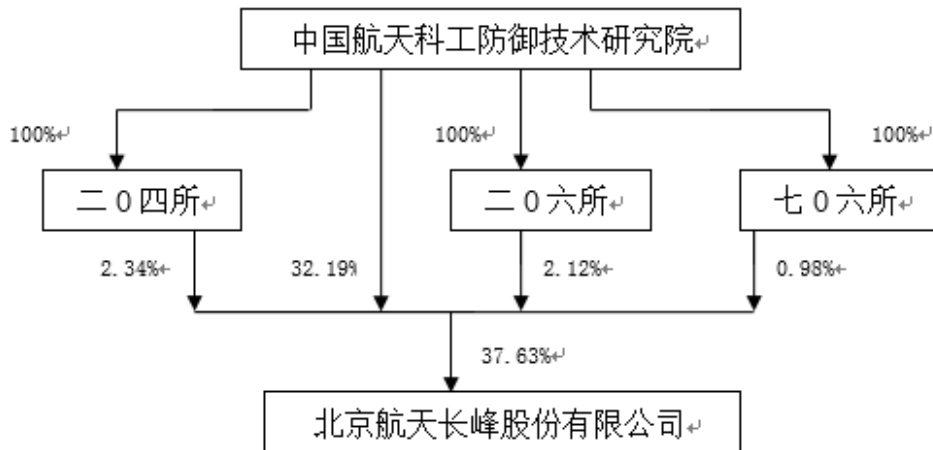 中国航天科工防御技术研究院
100%
100%
100%
二0四所
二0六所
七0六所
2.34%
32.19%
2.12%
0.98%
37.63%
北京航天长峰股份有限公司